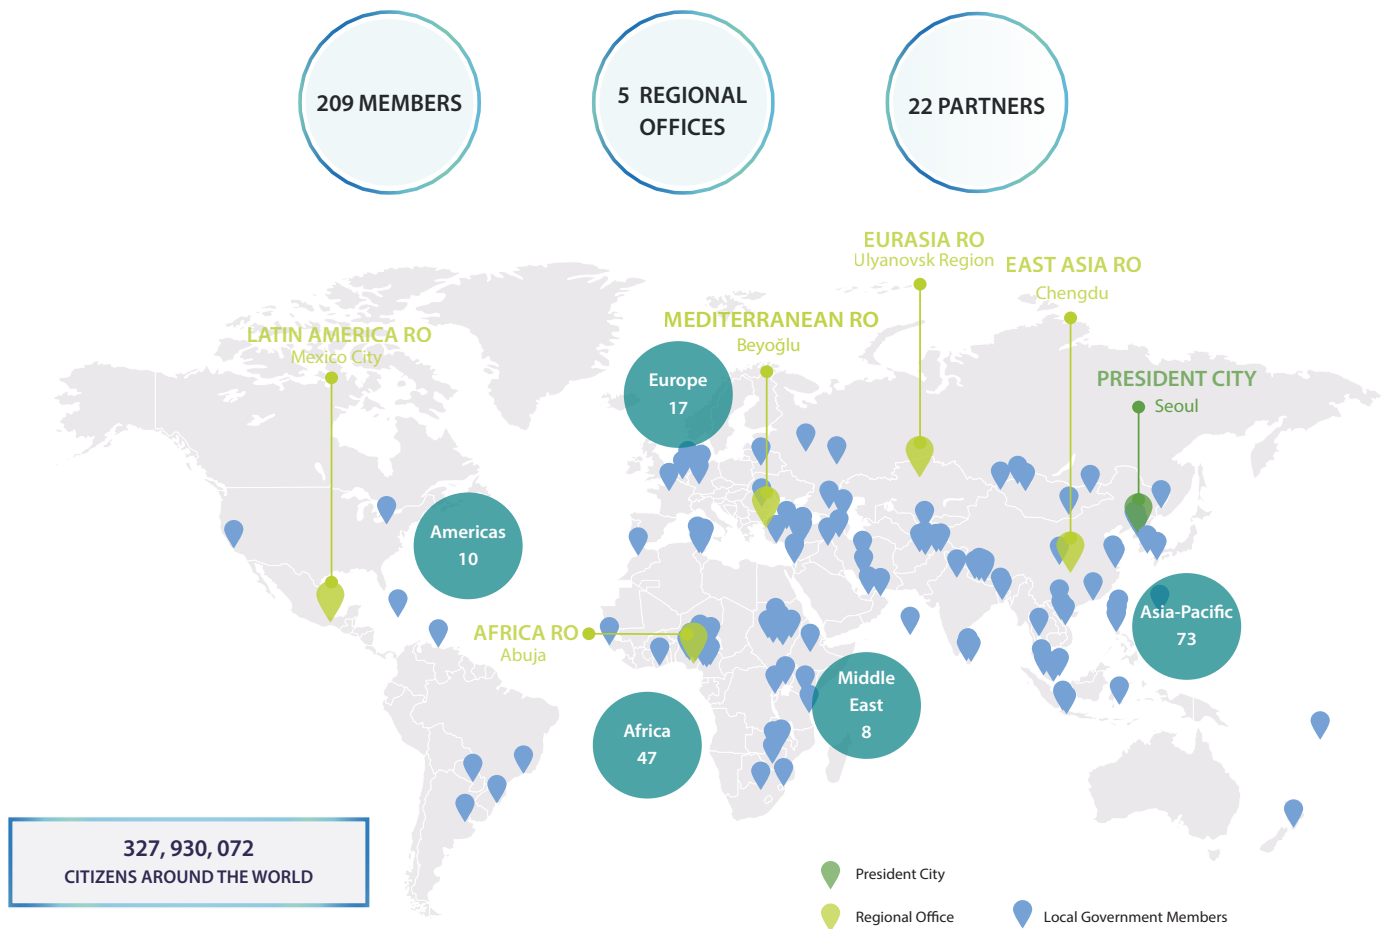 209 MEMBERS
5 REGIONAL
OFFICES
22 PARTNERS
EURASIA RO
Ulyanovsk Region
EAST ASIA RO
Chengdu
MEDITERRANEAN RO
Beyoğlu
LATIN AMERICA RO
Mexico City
Europe
17
PRESIDENT CITY
Seoul
Americas
10
Asia-Pacific
73
AFRICA RO
Abuja
Middle
East
8
Africa
47
327, 930, 072
CITIZENS AROUND THE WORLD
President City
Regional Office
Local Government Members